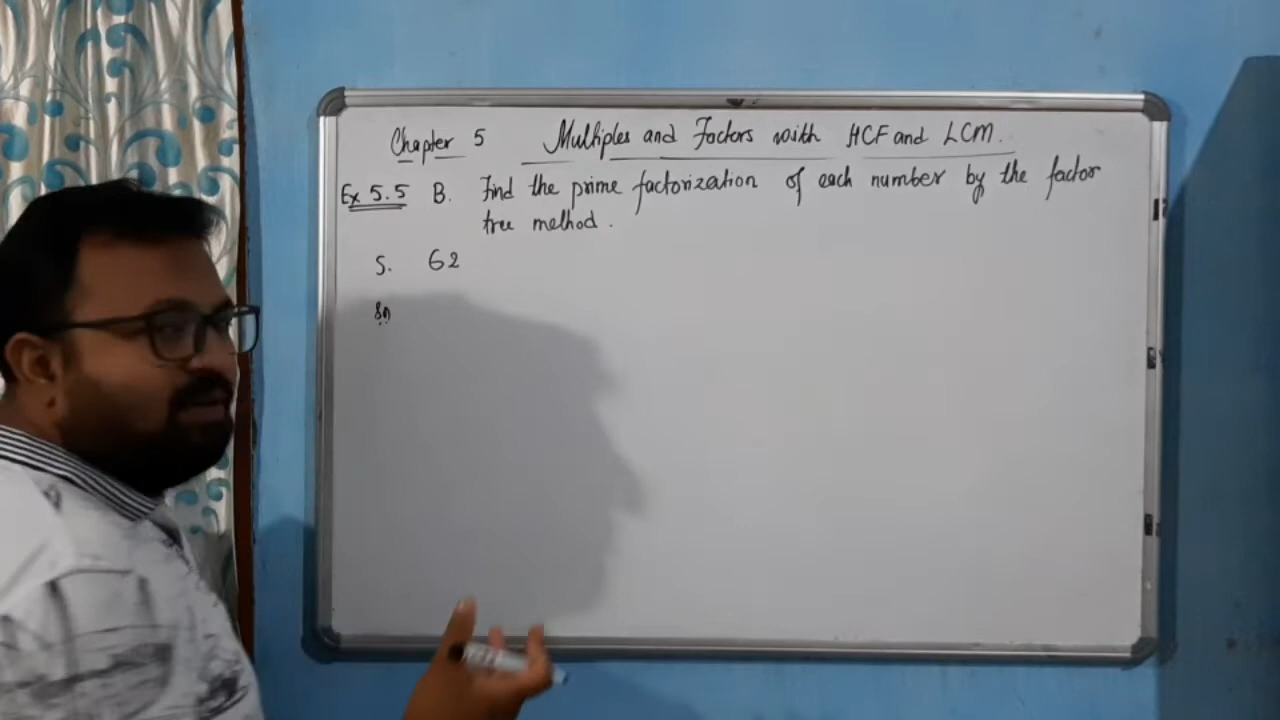 Chapter 5 Multiples and Factors with HCF and LCM.
Ex 5.5 B. Find the prime factorization of each number by the factor
tree method.
5. 62